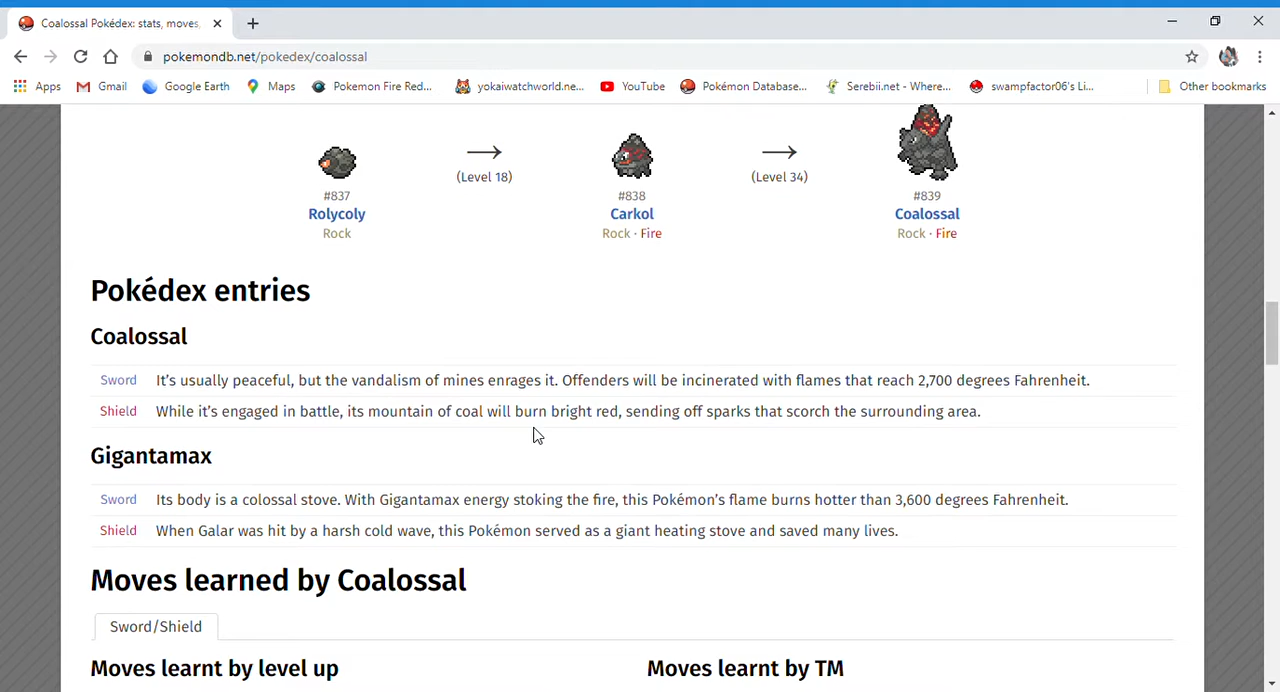 Coalossal Pokédex: stats, moves,
pokemondb.net/pokedex/coalossal
Apps Gmail Google Earth Maps Pokemon Fire Red... yokaiwatchworld.ne... YouTube Pokémon Database... Serebii.net - Where... swampfactor06's Li... Other bookmarks
(Level 18) (Level 34)
#837 #838 #839
Rolycoly Carkol Coalossal
Rock Rock · Fire Rock · Fire
Pokédex entries
Coalossal
Sword It's usually peaceful, but the vandalism of mines enrages it. Offenders will be incinerated with flames that reach 2,700 degrees Fahrenheit.
Shield While it's engaged in battle, its mountain of coal will burn bright red, sending off sparks that scorch the surrounding area.
Gigantamax
Sword Its body is a colossal stove. With Gigantamax energy stoking the fire, this Pokémon's flame burns hotter than 3,600 degrees Fahrenheit.
Shield When Galar was hit by a harsh cold wave, this Pokémon served as a giant heating stove and saved many lives.
Moves learned by Coalossal
Sword/Shield
Moves learnt by level up Moves learnt by TM